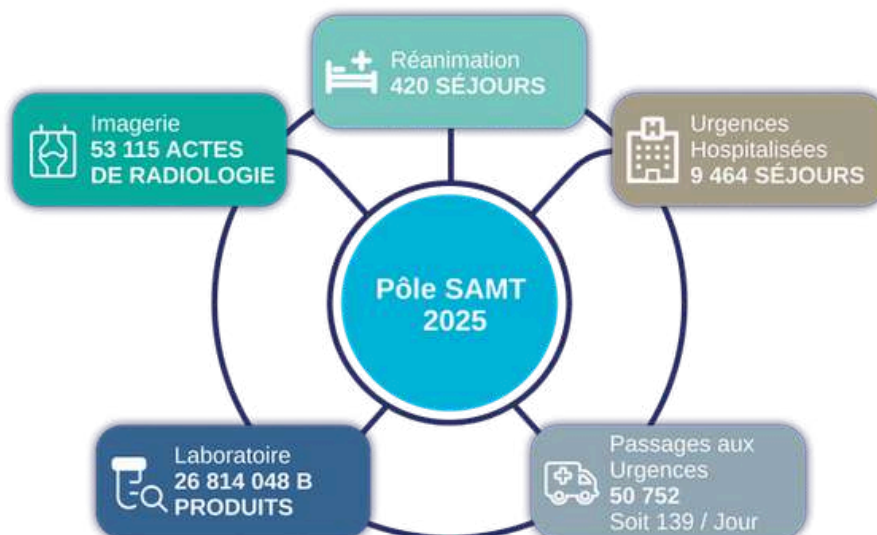 Réanimation
420 SÉJOURS
Imagerie
53 115 ACTES
DE RADIOLOGIE
H
Urgences
Hospitalisées
9 464 SÉJOURS
Pôle SAMT
2025
Laboratoire
26 814 048 B
PRODUITS
Passages aux
Urgences
50 752
Soit 139 / Jour